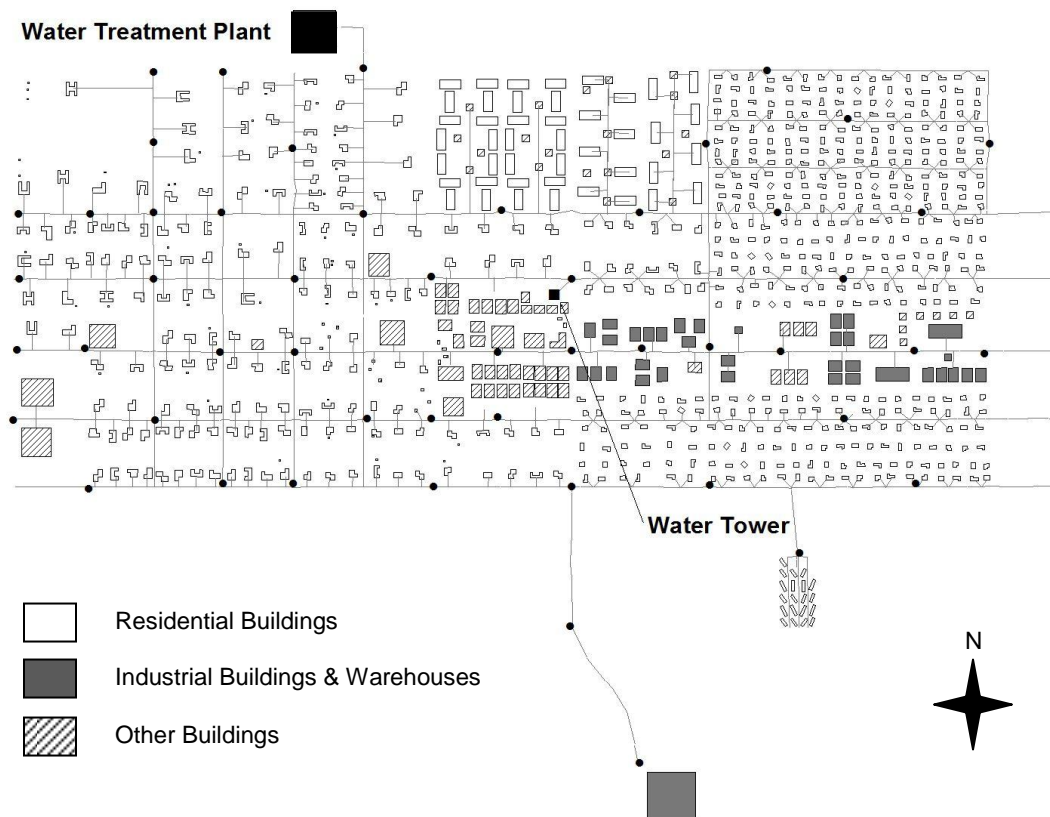 Water Treatment Plant
Water Tower
Residential Buildings
Industrial Buildings & Warehouses
Other Buildings
N